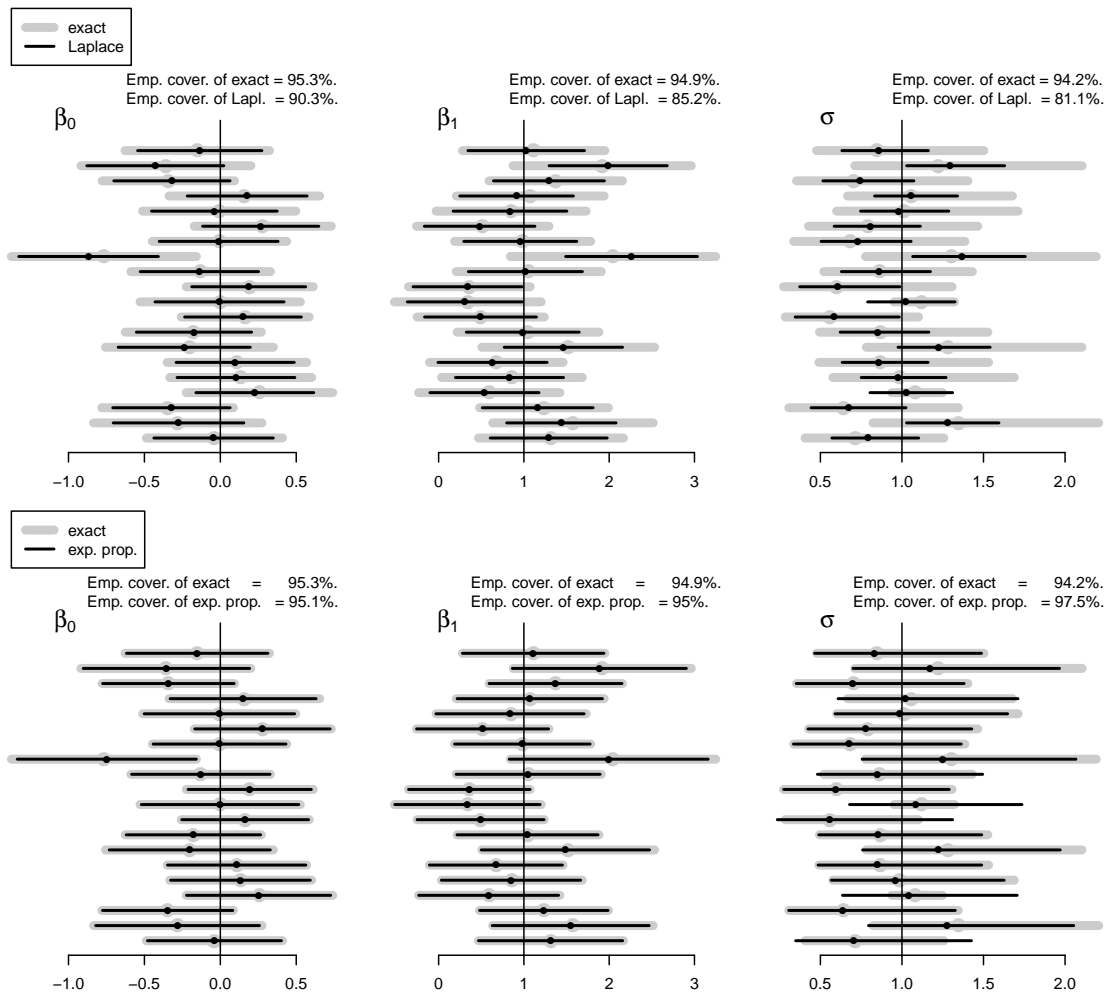 exact
Laplace
Emp. cover. of exact = 95.3%.
Emp. cover. of Lapl. = 90.3%.
β0
Emp. cover. of exact = 94.9%.
Emp. cover. of Lapl. = 85.2%.
β1
Emp. cover. of exact = 94.2%.
Emp. cover. of Lapl. = 81.1%.
σ
−1.0 −0.5 0.0 0.5
0 1 2 3
0.5 1.0 1.5 2.0
exact
exp. prop.
Emp. cover. of exact = 95.3%.
Emp. cover. of exp. prop. = 95.1%.
β0
Emp. cover. of exact = 94.9%.
Emp. cover. of exp. prop. = 95%.
β1
Emp. cover. of exact = 94.2%.
Emp. cover. of exp. prop. = 97.5%.
σ
−1.0 −0.5 0.0 0.5
0 1 2 3
0.5 1.0 1.5 2.0